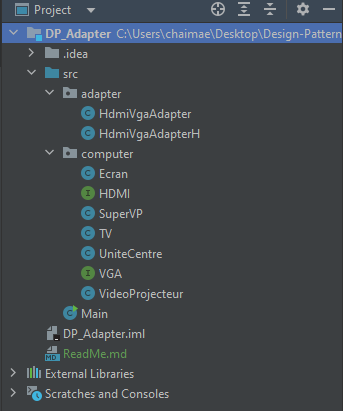 Project
DP_Adapter C:\Users\chaimae\Desktop\Design-Pattern
.idea
src
adapter
HdmiVgaAdapter
HdmiVgaAdapterH
computer
Ecran
HDMI
SuperVP
TV
UniteCentre
VGA
VideoProjecteur
Main
DP_Adapter.iml
ReadMe.md
External Libraries
Scratches and Consoles